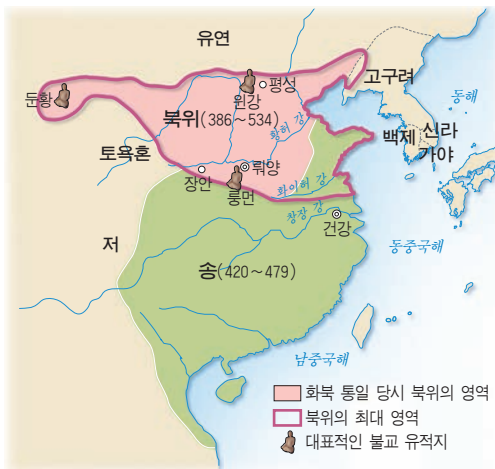 유연
고구려
평성
둔황
윈강
북위(386~534)
황허 강
동해
백제
신라
가야
토욕혼
장안
뤄양
룽먼
화이허 강
창장 강
건강
저
송(420~479)
동중국해
남중국해
화북 통일 당시 북위의 영역
북위의 최대 영역
대표적인 불교 유적지